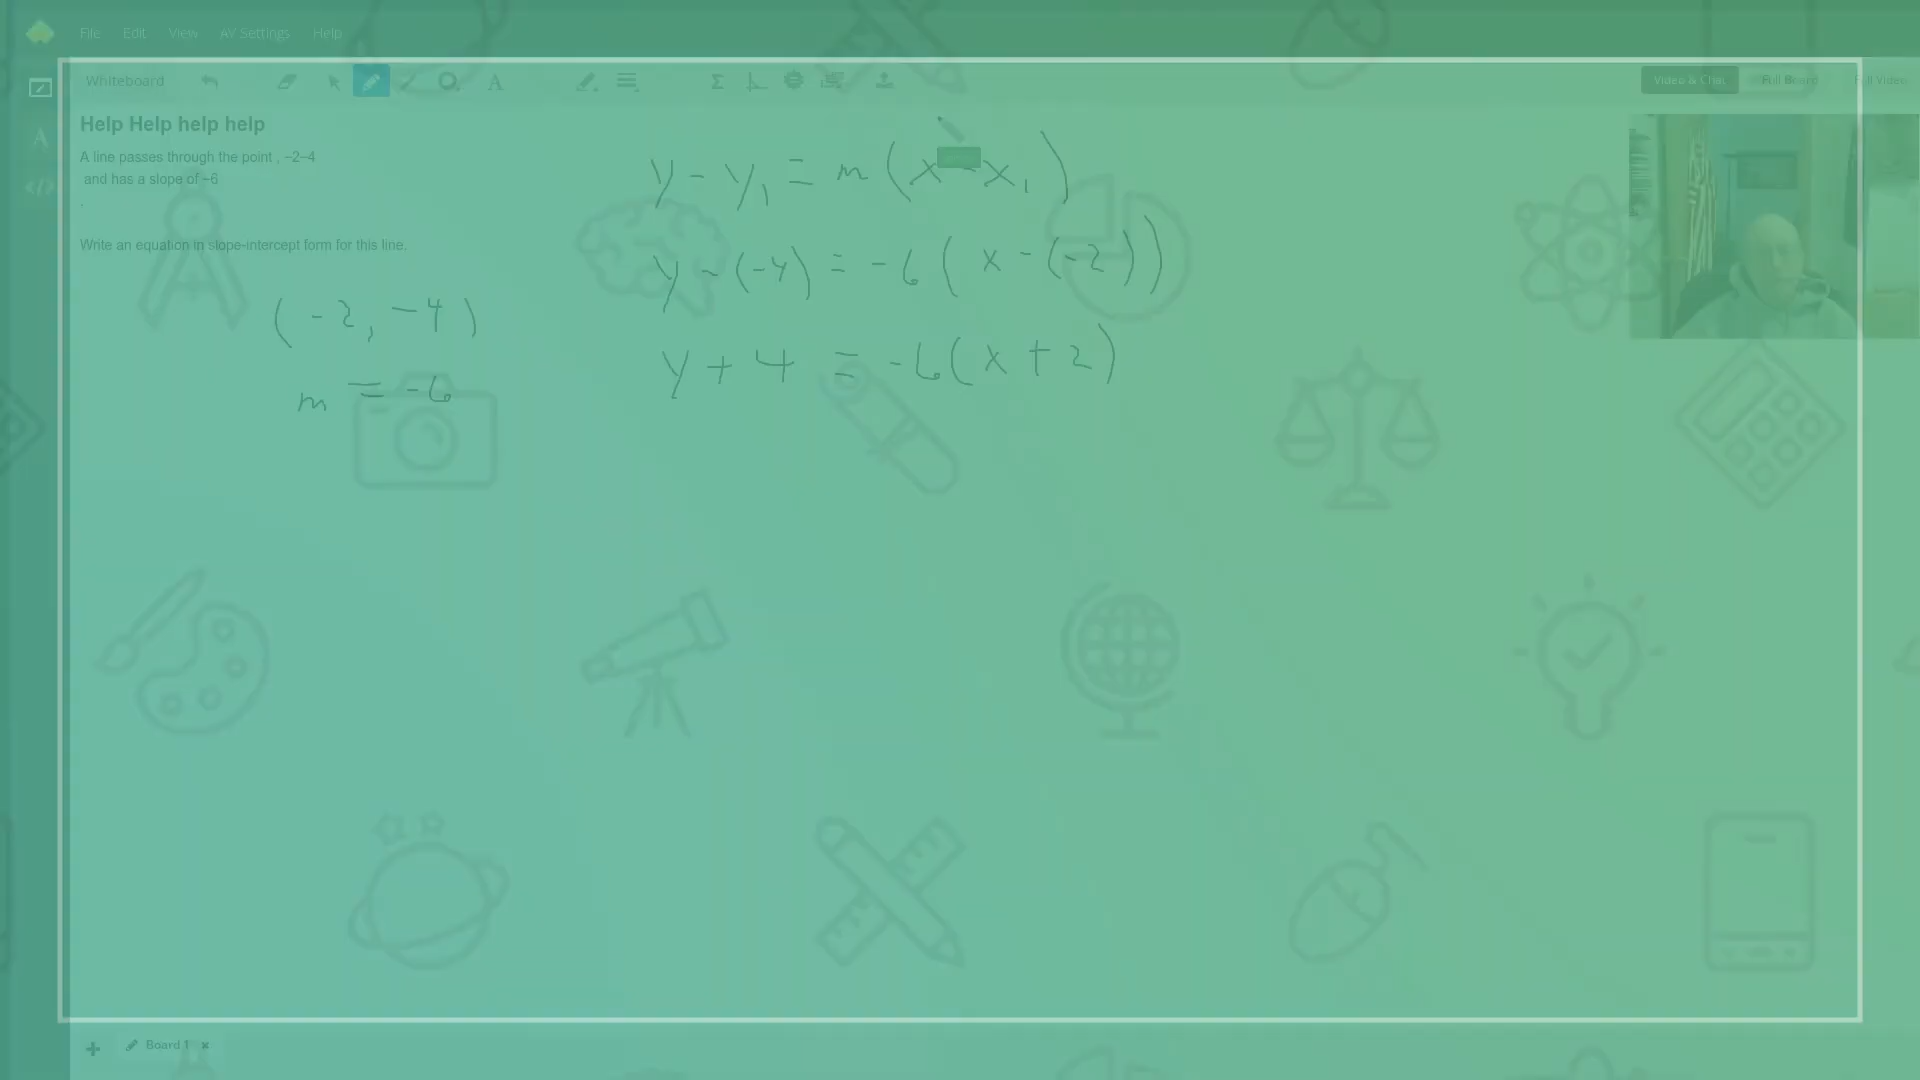 File Edit View AV Settings Help
Whiteboard
A
Σ
Video & Chat Full Board Full Video
Help Help help help
A line passes through the point , −2−4
and has a slope of −6
.
Write an equation in slope-intercept form for this line.
(-2, -4)
m = -6
y - y₁ = m(x - x₁)
y - (-4) = -6(x - (-2))
y + 4 = -6(x + 2)
A
</>
Board 1